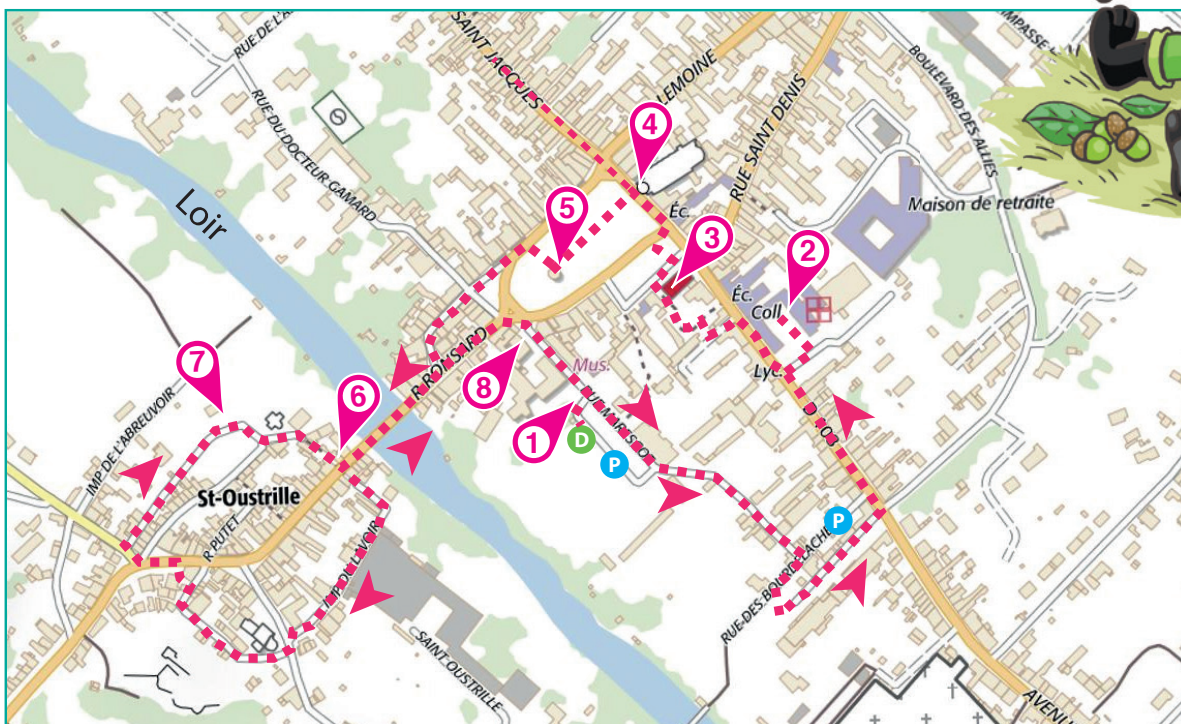 SAINT JACQUES
RUE DE L'A
LEMOINE
RUE SAINT DENIS
BOULEVARD DES ALLIES
IMPASSE
RUE DU DOCTEUR GAMARD
Loir
4
Éc.
Maison de retraite
5
3
2
Éc.
Coll.
Lyc.
R RONSARD
Mus.
7
6
8
1
D
P
D 108
IMP DE L'ABREUVOIR
St-Oustrille
R PUTET
P
RUE DES BOURDELACHE
SAINT OUSTRILLE
AVENU